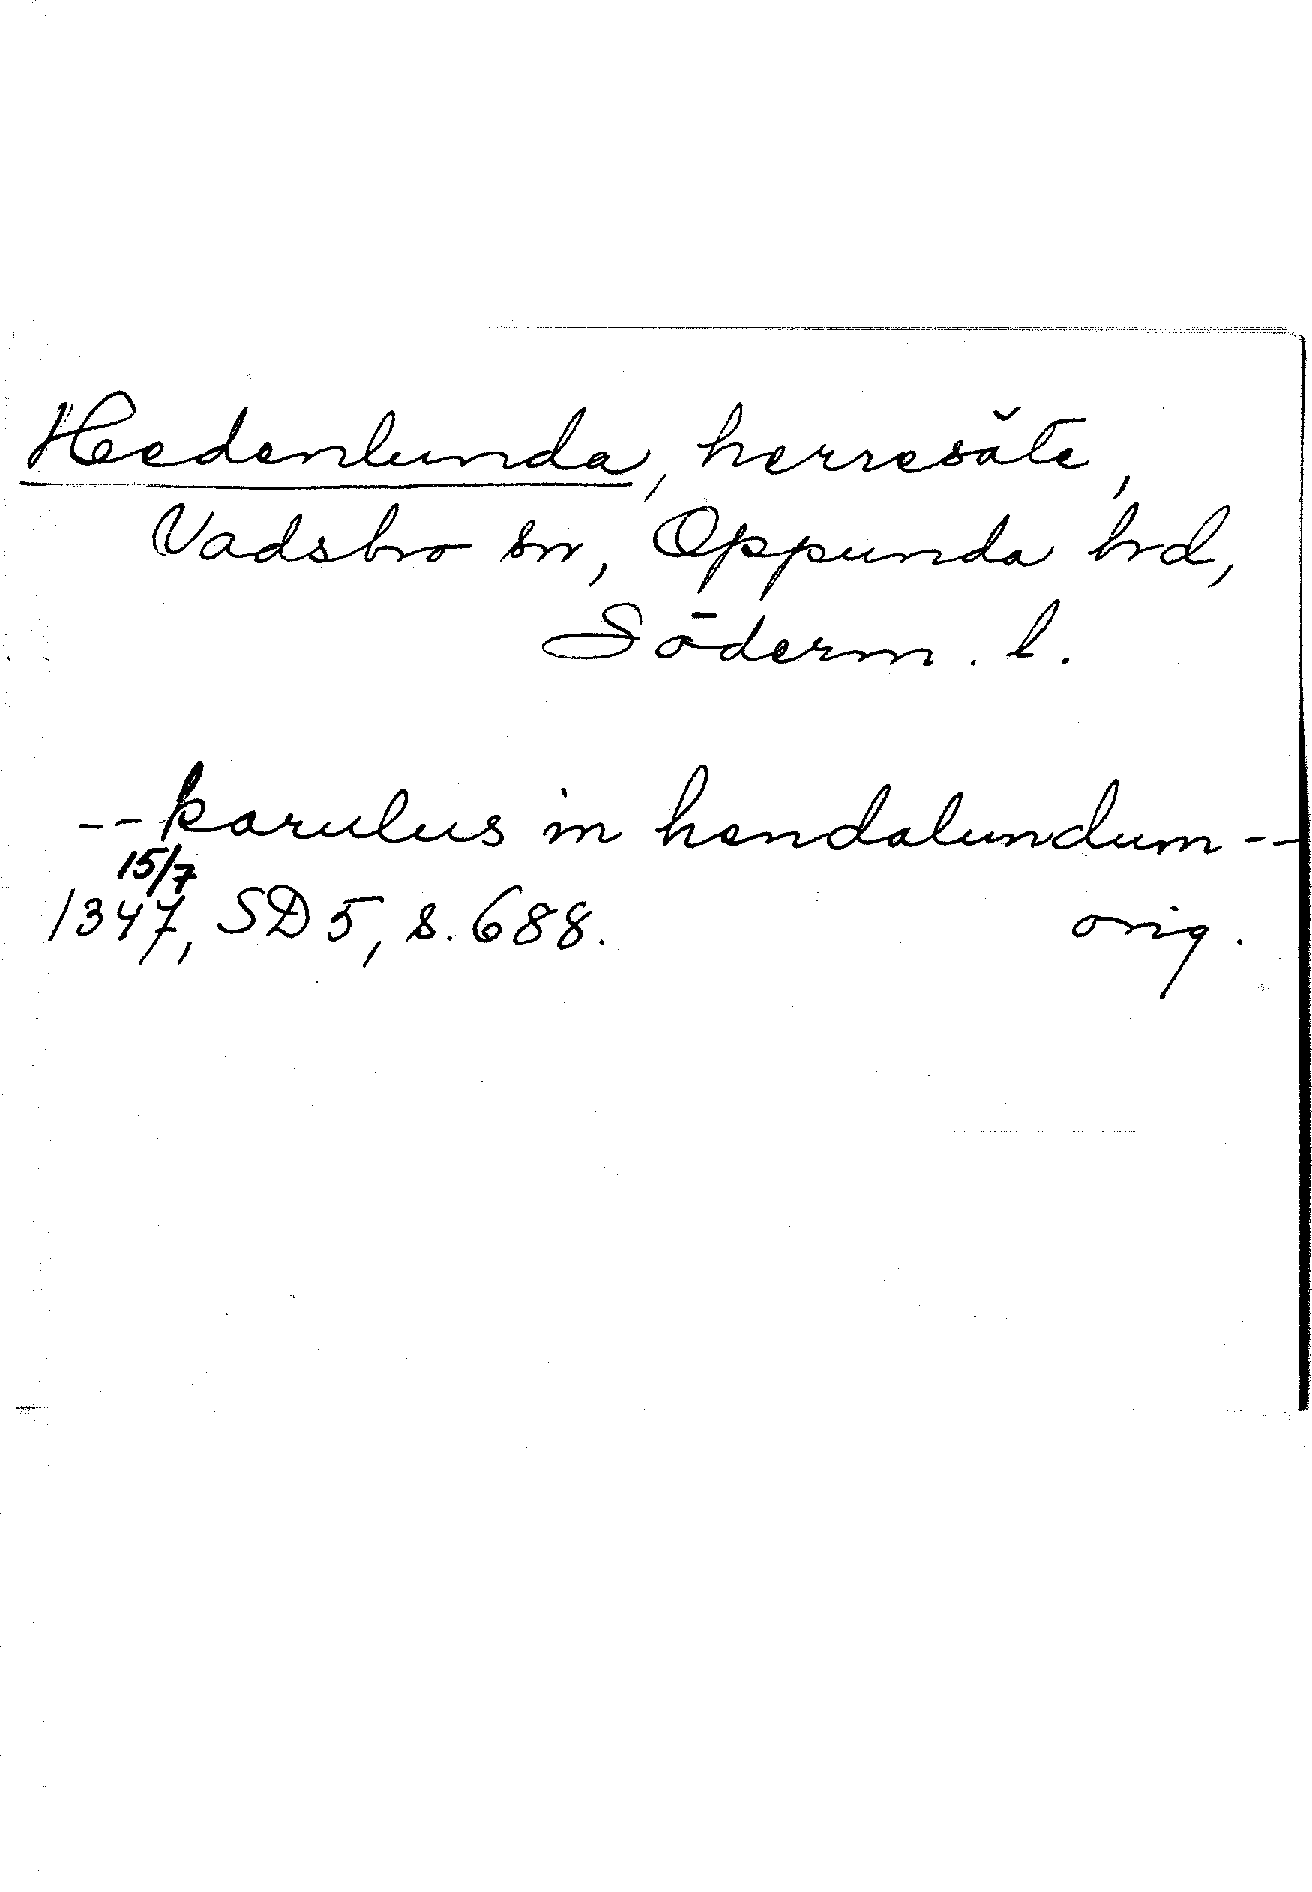 Hedenlunda, herresäte,
Vadsbro sn, Oppunda hd,
Söderm. l.
-- karulus in hendalundum --
15/7
1347, SD 5, s. 688. orig.